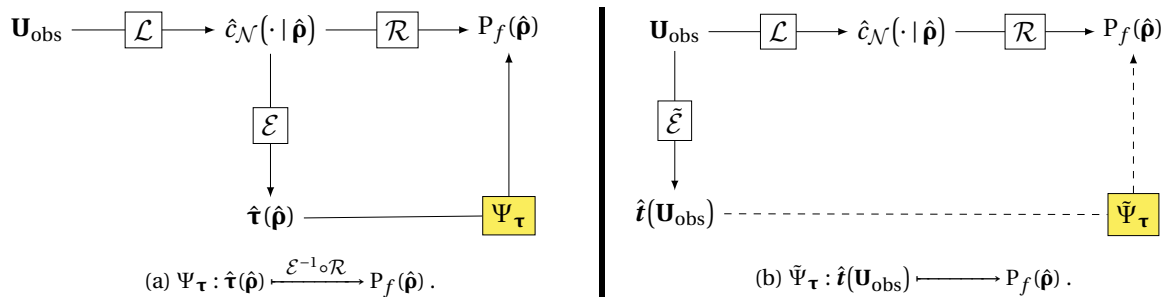 𝐔_obs ℒ ĉ_𝒩(· | 𝛒̂) ℛ P_f(𝛒̂)
ℰ
𝛕̂(𝛒̂) Ψ_𝛕
(a) Ψ_𝛕 : 𝛕̂(𝛒̂) ⟼^{ℰ⁻¹∘ℛ} P_f(𝛒̂) .
𝐔_obs ℒ ĉ_𝒩(· | 𝛒̂) ℛ P_f(𝛒̂)
ℰ̃
𝒕̂(𝐔_obs) Ψ̃_𝛕
(b) Ψ̃_𝛕 : 𝒕̂(𝐔_obs) ⟼ P_f(𝛒̂) .